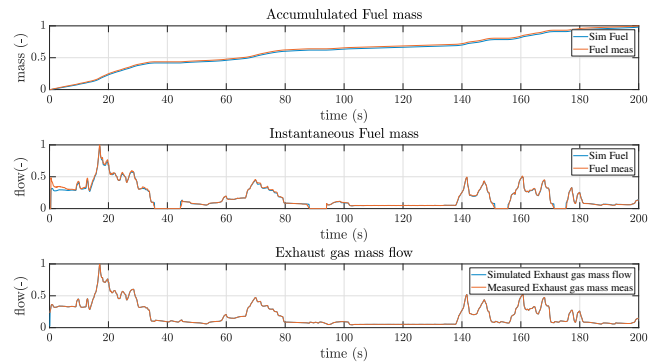 Accumululated Fuel mass
mass (-)
1
0.5
0
Sim Fuel
Fuel meas
0 20 40 60 80 100 120 140 160 180 200
time (s)
Instantaneous Fuel mass
flow(-)
1
0.5
0
Sim Fuel
Fuel meas
0 20 40 60 80 100 120 140 160 180 200
time (s)
Exhaust gas mass flow
flow(-)
1
0.5
0
Simulated Exhaust gas mass flow
Measured Exhaust gas mass meas
0 20 40 60 80 100 120 140 160 180 200
time (s)